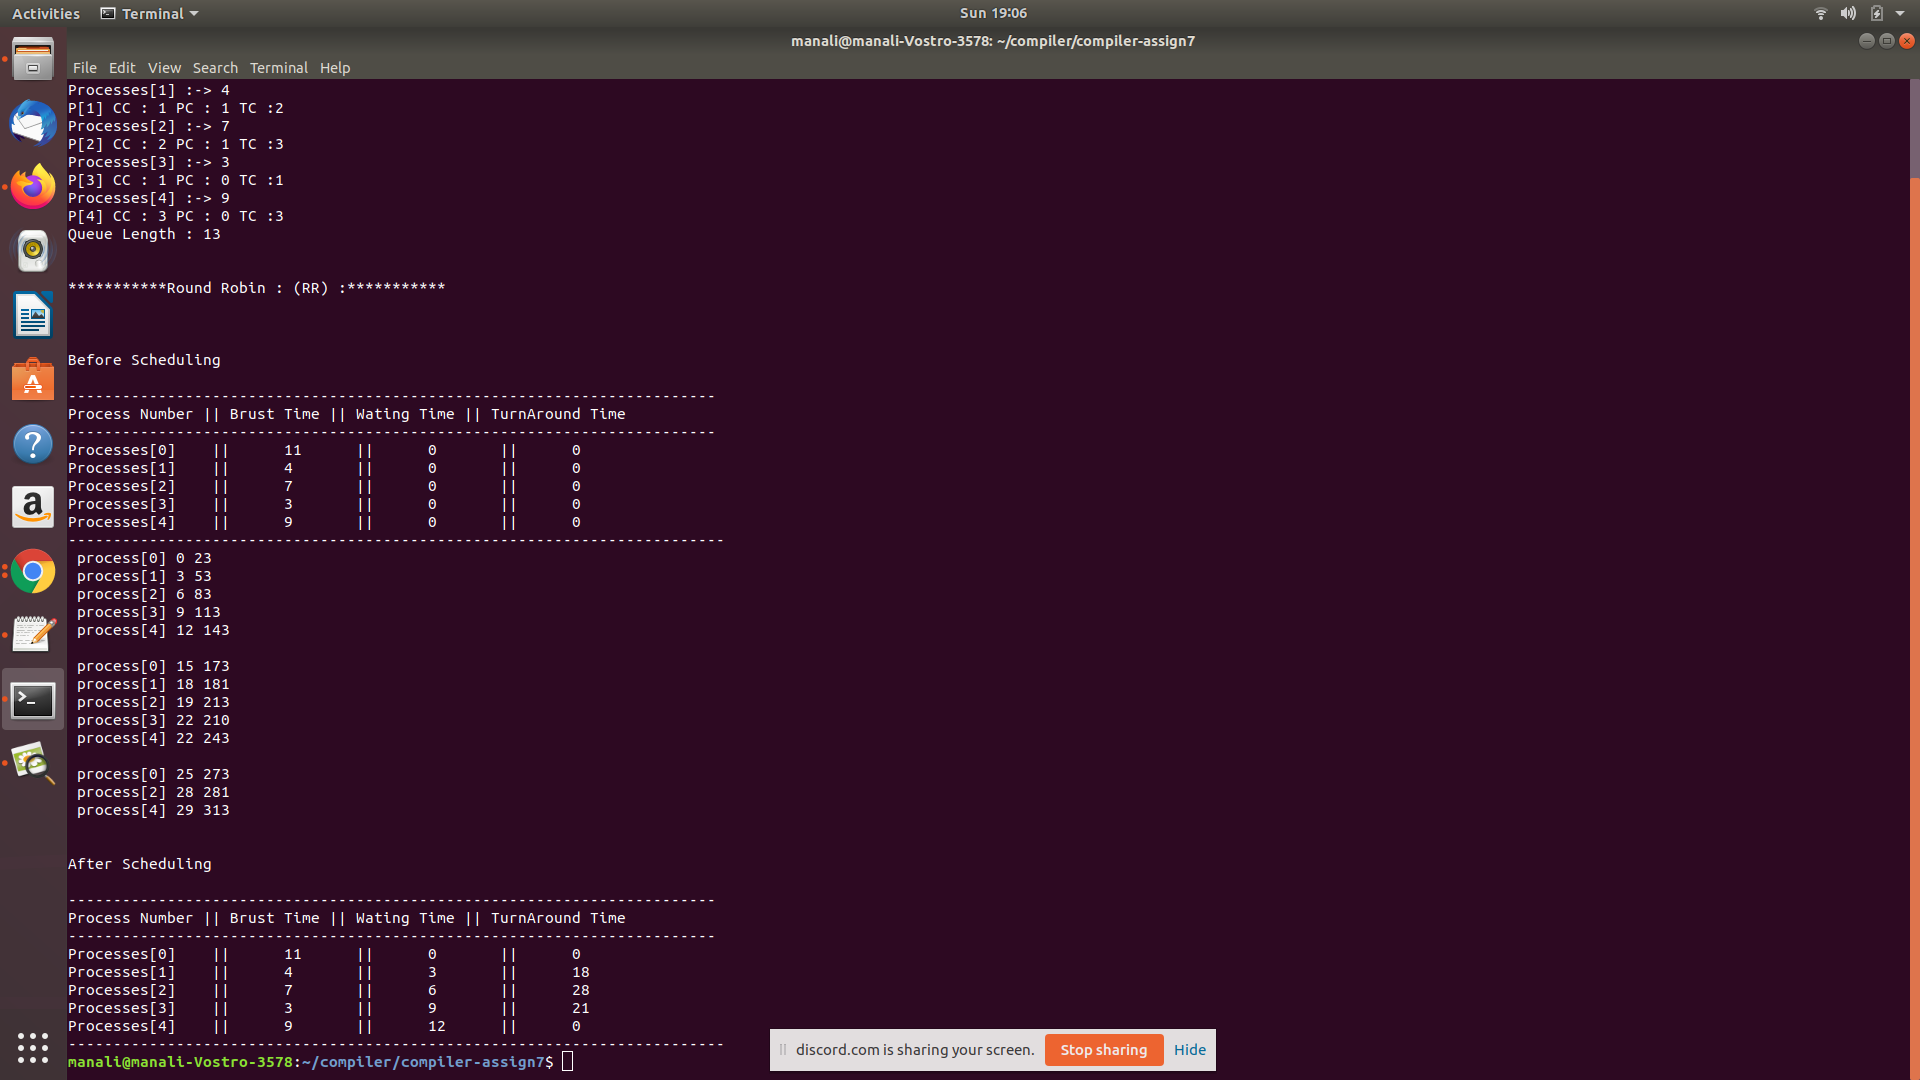 Activities Terminal Sun 19:06
manali@manali-Vostro-3578: ~/compiler/compiler-assign7
File Edit View Search Terminal Help
Processes[1] :-> 4
P[1] CC : 1 PC : 1 TC :2
Processes[2] :-> 7
P[2] CC : 2 PC : 1 TC :3
Processes[3] :-> 3
P[3] CC : 1 PC : 0 TC :1
Processes[4] :-> 9
P[4] CC : 3 PC : 0 TC :3
Queue Length : 13
***********Round Robin : (RR) :***********
Before Scheduling
------------------------------------------------------------------------
Process Number || Brust Time || Wating Time || TurnAround Time
------------------------------------------------------------------------
Processes[0] || 11 || 0 || 0
Processes[1] || 4 || 0 || 0
Processes[2] || 7 || 0 || 0
Processes[3] || 3 || 0 || 0
Processes[4] || 9 || 0 || 0
-------------------------------------------------------------------------
process[0] 0 23
process[1] 3 53
process[2] 6 83
process[3] 9 113
process[4] 12 143
process[0] 15 173
process[1] 18 181
process[2] 19 213
process[3] 22 210
process[4] 22 243
process[0] 25 273
process[2] 28 281
process[4] 29 313
After Scheduling
------------------------------------------------------------------------
Process Number || Brust Time || Wating Time || TurnAround Time
------------------------------------------------------------------------
Processes[0] || 11 || 0 || 0
Processes[1] || 4 || 3 || 18
Processes[2] || 7 || 6 || 28
Processes[3] || 3 || 9 || 21
Processes[4] || 9 || 12 || 0
-------------------------------------------------------------------------
manali@manali-Vostro-3578:~/compiler/compiler-assign7$
discord.com is sharing your screen. Stop sharing Hide